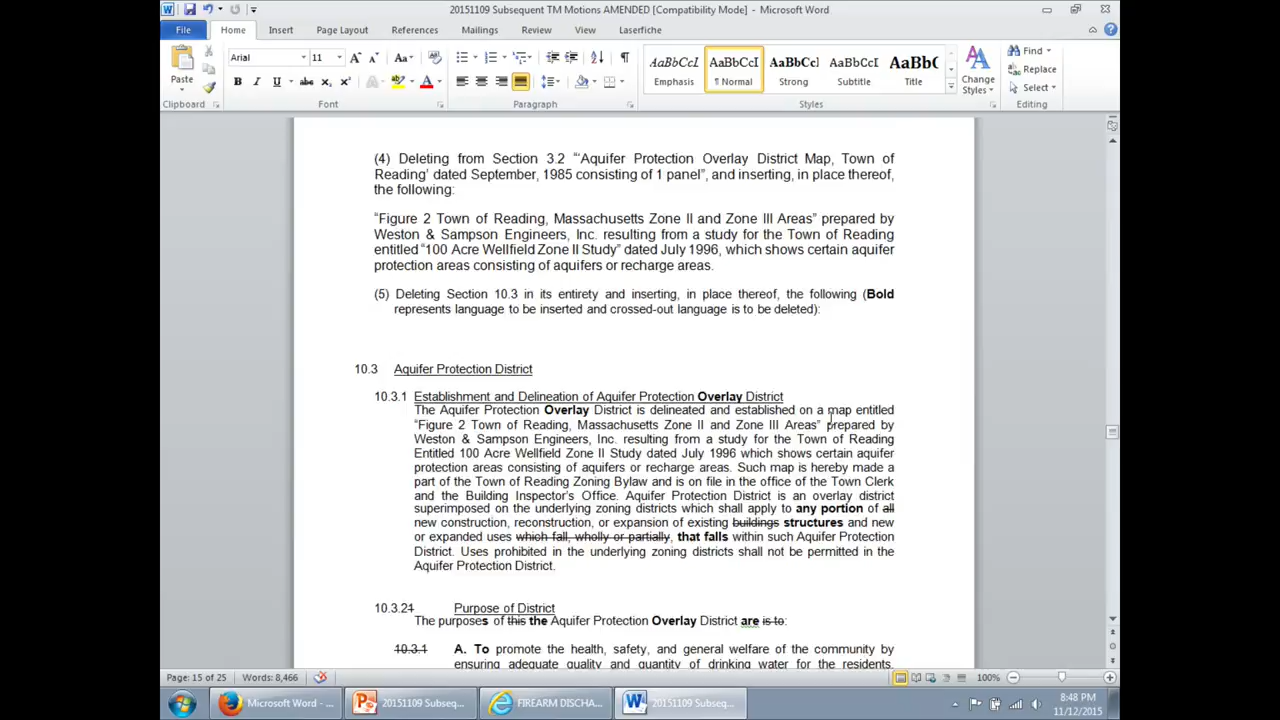 20151109 Subsequent TM Motions AMENDED [Compatibility Mode] - Microsoft Word
File Home Insert Page Layout References Mailings Review View Laserfiche
Paste
Arial 11
AaBbCcI AaBbCcI AaBbCcI AaBbCcI AaBbC
Emphasis ¶ Normal Strong Subtitle Title
Change Styles
Find
Replace
Select
Clipboard Font Paragraph Styles Editing
(4) Deleting from Section 3.2 "'Aquifer Protection Overlay District Map, Town of
Reading' dated September, 1985 consisting of 1 panel", and inserting, in place thereof,
the following:
"Figure 2 Town of Reading, Massachusetts Zone II and Zone III Areas" prepared by
Weston & Sampson Engineers, Inc. resulting from a study for the Town of Reading
entitled "100 Acre Wellfield Zone II Study" dated July 1996, which shows certain aquifer
protection areas consisting of aquifers or recharge areas.
(5) Deleting Section 10.3 in its entirety and inserting, in place thereof, the following (Bold
represents language to be inserted and crossed-out language is to be deleted):
10.3 Aquifer Protection District
10.3.1 Establishment and Delineation of Aquifer Protection Overlay District
The Aquifer Protection Overlay District is delineated and established on a map entitled
"Figure 2 Town of Reading, Massachusetts Zone II and Zone III Areas" prepared by
Weston & Sampson Engineers, Inc. resulting from a study for the Town of Reading
Entitled 100 Acre Wellfield Zone II Study dated July 1996 which shows certain aquifer
protection areas consisting of aquifers or recharge areas. Such map is hereby made a
part of the Town of Reading Zoning Bylaw and is on file in the office of the Town Clerk
and the Building Inspector's Office. Aquifer Protection District is an overlay district
superimposed on the underlying zoning districts which shall apply to any portion of all
new construction, reconstruction, or expansion of existing buildings structures and new
or expanded uses which fall, wholly or partially, that falls within such Aquifer Protection
District. Uses prohibited in the underlying zoning districts shall not be permitted in the
Aquifer Protection District.
10.3.21 Purpose of District
The purposes of this the Aquifer Protection Overlay District are is to:
10.3.1 A. To promote the health, safety, and general welfare of the community by
ensuring adequate quality and quantity of drinking water for the residents,
Page: 15 of 25 Words: 8,466 100%
Microsoft Word - ... 20151109 Subseq... FIREARM DISCHA... 20151109 Subseq...
8:48 PM
11/12/2015